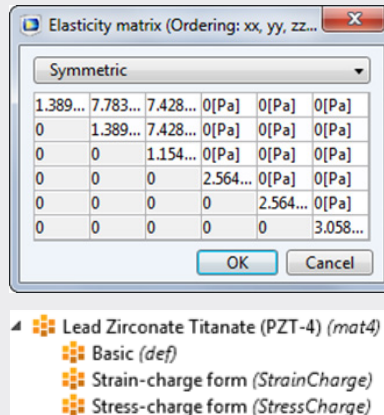 Elasticity matrix (Ordering: xx, yy, zz...
Symmetric
1.389... 7.783... 7.428... 0[Pa] 0[Pa] 0[Pa]
0 1.389... 7.428... 0[Pa] 0[Pa] 0[Pa]
0 0 1.154... 0[Pa] 0[Pa] 0[Pa]
0 0 0 2.564... 0[Pa] 0[Pa]
0 0 0 0 2.564... 0[Pa]
0 0 0 0 0 3.058...
OK Cancel
Lead Zirconate Titanate (PZT-4) (mat4)
Basic (def)
Strain-charge form (StrainCharge)
Stress-charge form (StressCharge)